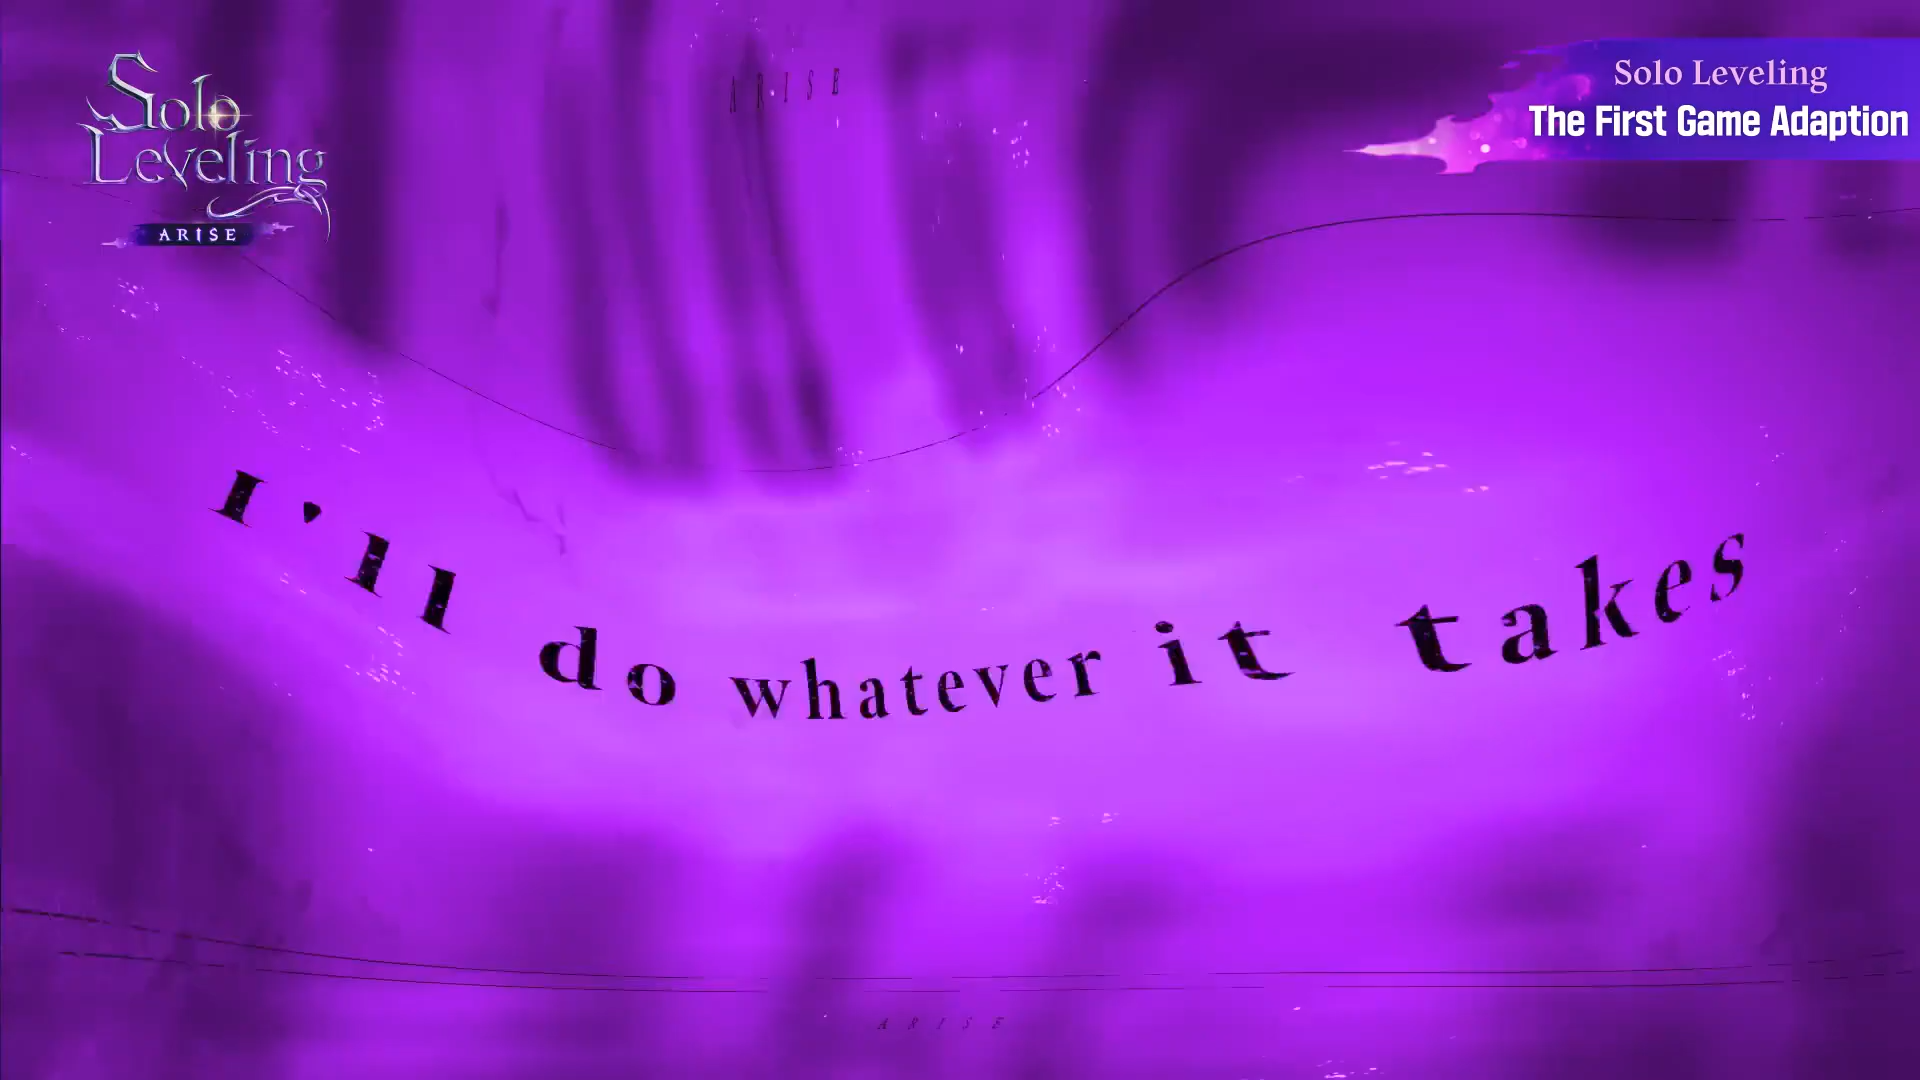 Solo
Leveling
ARISE
ARISE
Solo Leveling
The First Game Adaption
I'll do whatever it takes
ARISE